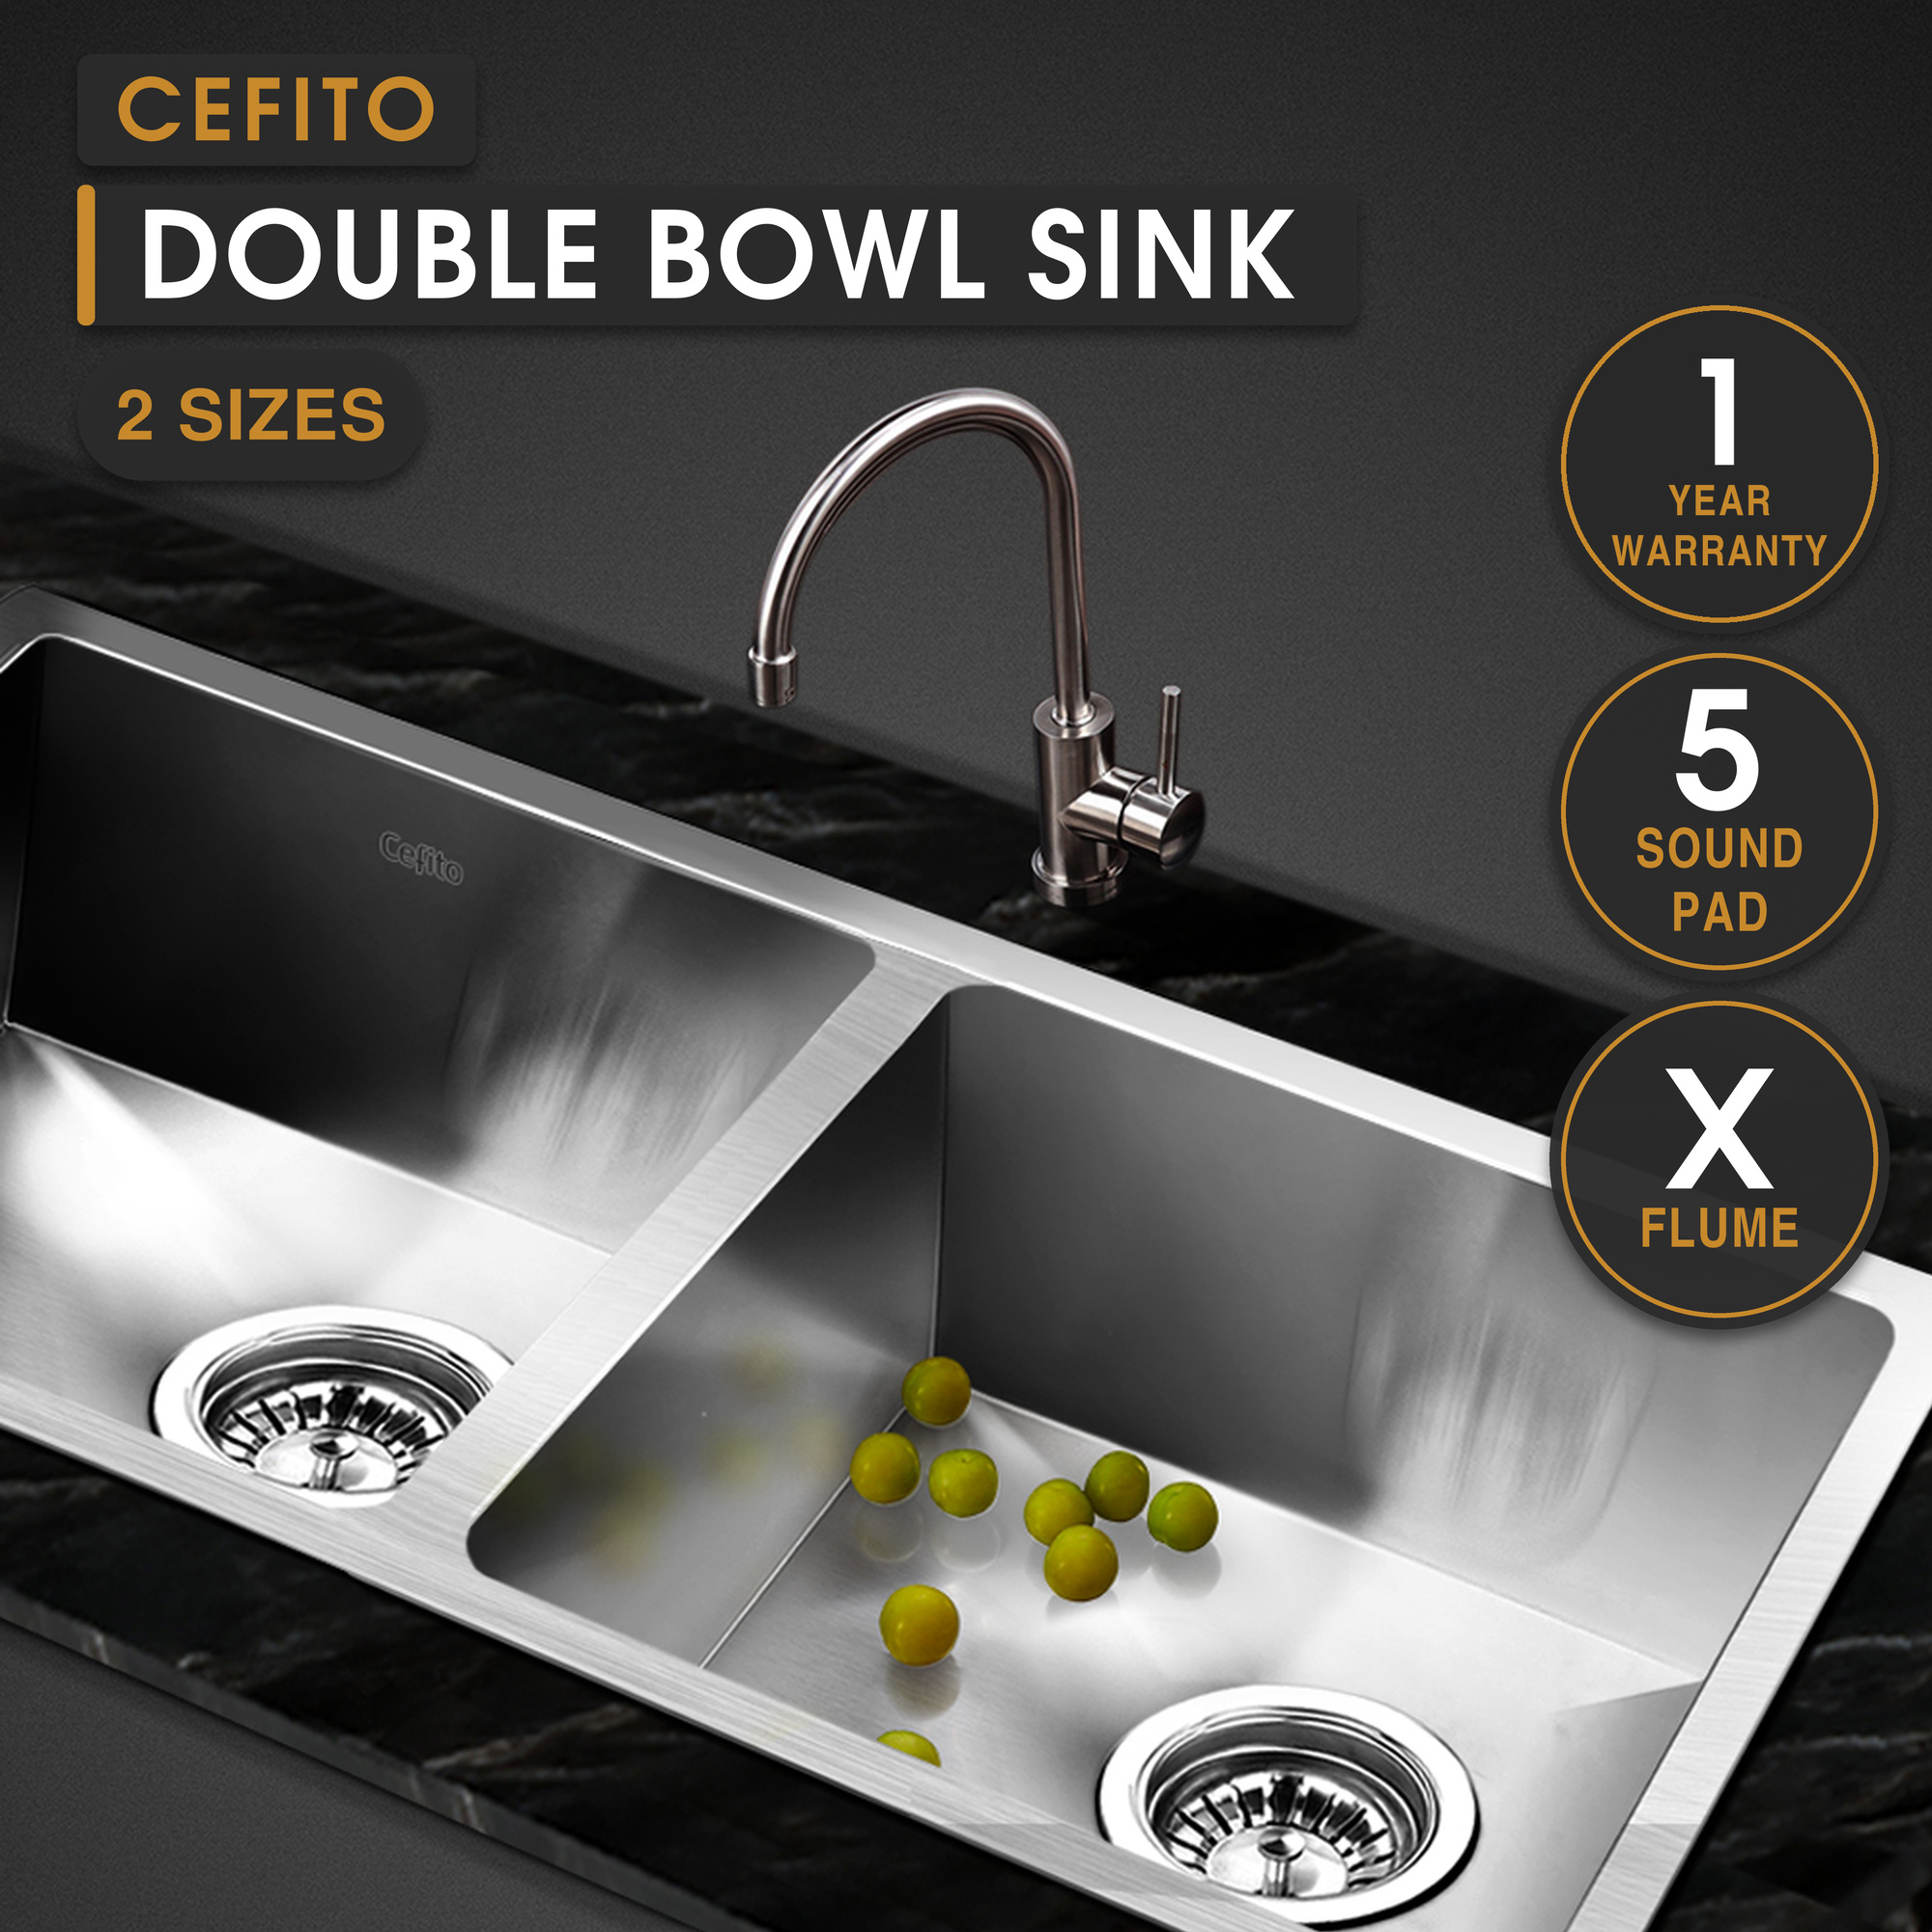 CEFITO
DOUBLE BOWL SINK
2 SIZES
1
YEAR
WARRANTY
5
SOUND
PAD
X
FLUME
Cefito